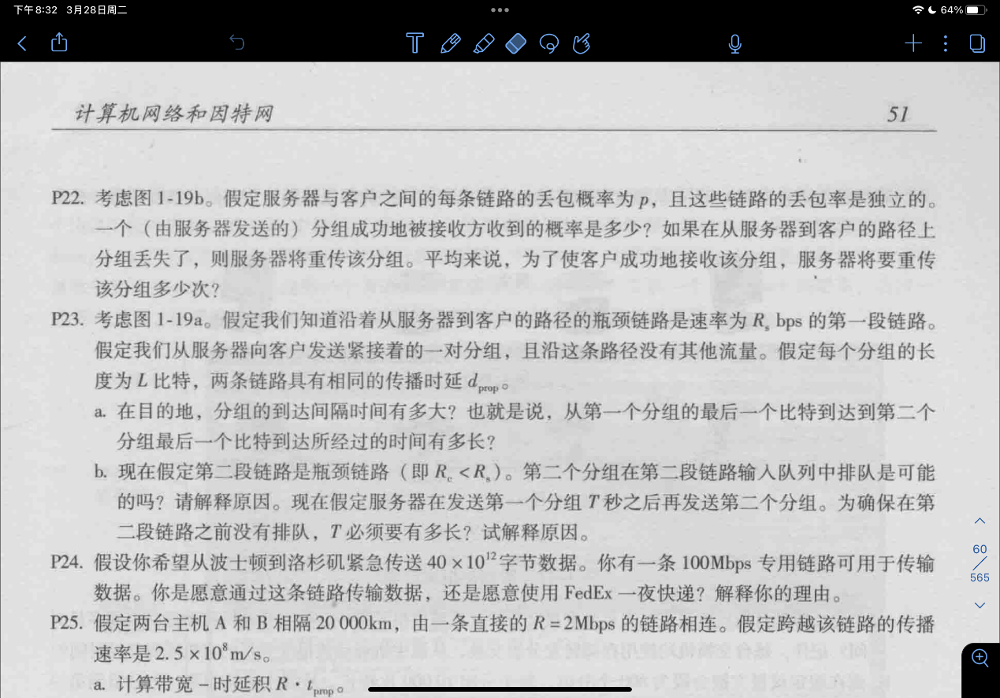 下午8:32 3月28日周二
64%
计算机网络和因特网 51
P22. 考虑图 1-19b。假定服务器与客户之间的每条链路的丢包概率为 p，且这些链路的丢包率是独立的。
一个（由服务器发送的）分组成功地被接收方收到的概率是多少？如果在从服务器到客户的路径上
分组丢失了，则服务器将重传该分组。平均来说，为了使客户成功地接收该分组，服务器将要重传
该分组多少次？
P23. 考虑图 1-19a。假定我们知道沿着从服务器到客户的路径的瓶颈链路是速率为 Rs bps 的第一段链路。
假定我们从服务器向客户发送紧接着的一对分组，且沿这条路径没有其他流量。假定每个分组的长
度为 L 比特，两条链路具有相同的传播时延 dprop。
a. 在目的地，分组的到达间隔时间有多大？也就是说，从第一个分组的最后一个比特到达到第二个
分组最后一个比特到达所经过的时间有多长？
b. 现在假定第二段链路是瓶颈链路（即 Rc < Rs）。第二个分组在第二段链路输入队列中排队是可能
的吗？请解释原因。现在假定服务器在发送第一个分组 T 秒之后再发送第二个分组。为确保在第
二段链路之前没有排队，T 必须要有多长？试解释原因。
P24. 假设你希望从波士顿到洛杉矶紧急传送 40 × 10¹² 字节数据。你有一条 100Mbps 专用链路可用于传输
数据。你是愿意通过这条链路传输数据，还是愿意使用 FedEx 一夜快递？解释你的理由。
P25. 假定两台主机 A 和 B 相隔 20 000km，由一条直接的 R = 2Mbps 的链路相连。假定跨越该链路的传播
速率是 2.5 × 10⁸ m/s。
a. 计算带宽 – 时延积 R · tprop。
60
565